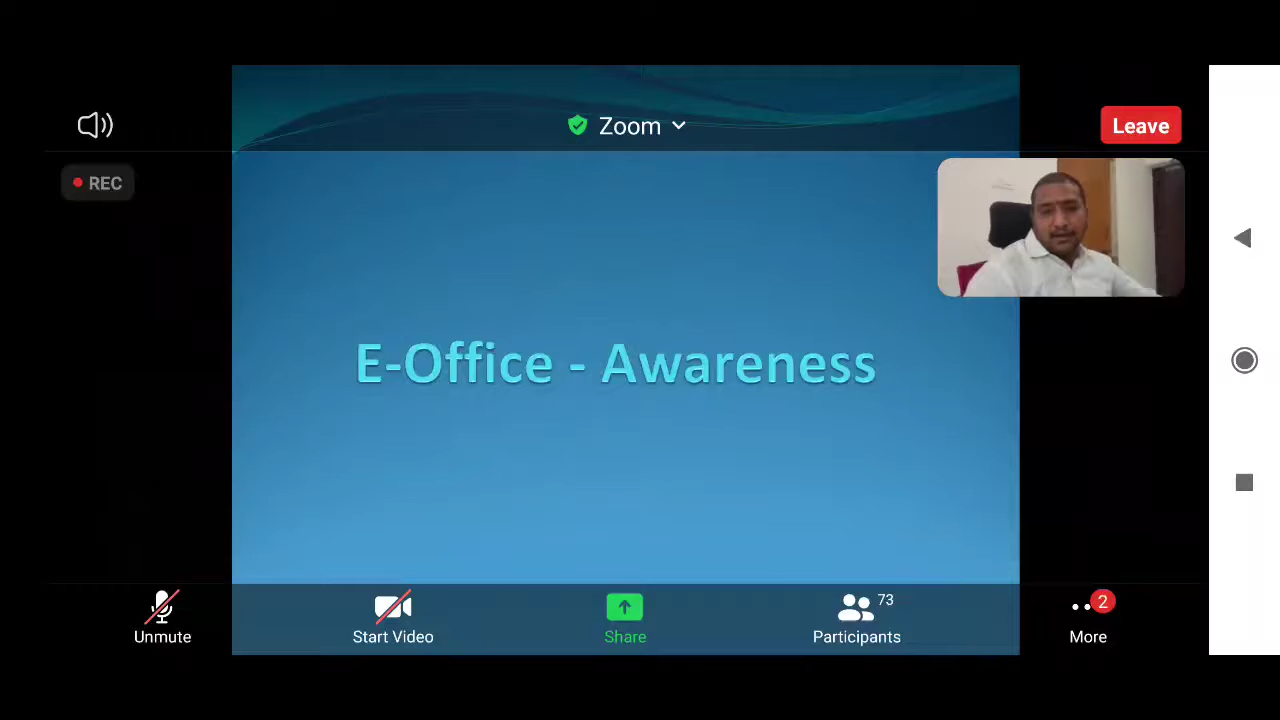 Zoom
Leave
REC
E-Office - Awareness
73
2
Unmute
Start Video
Share
Participants
More